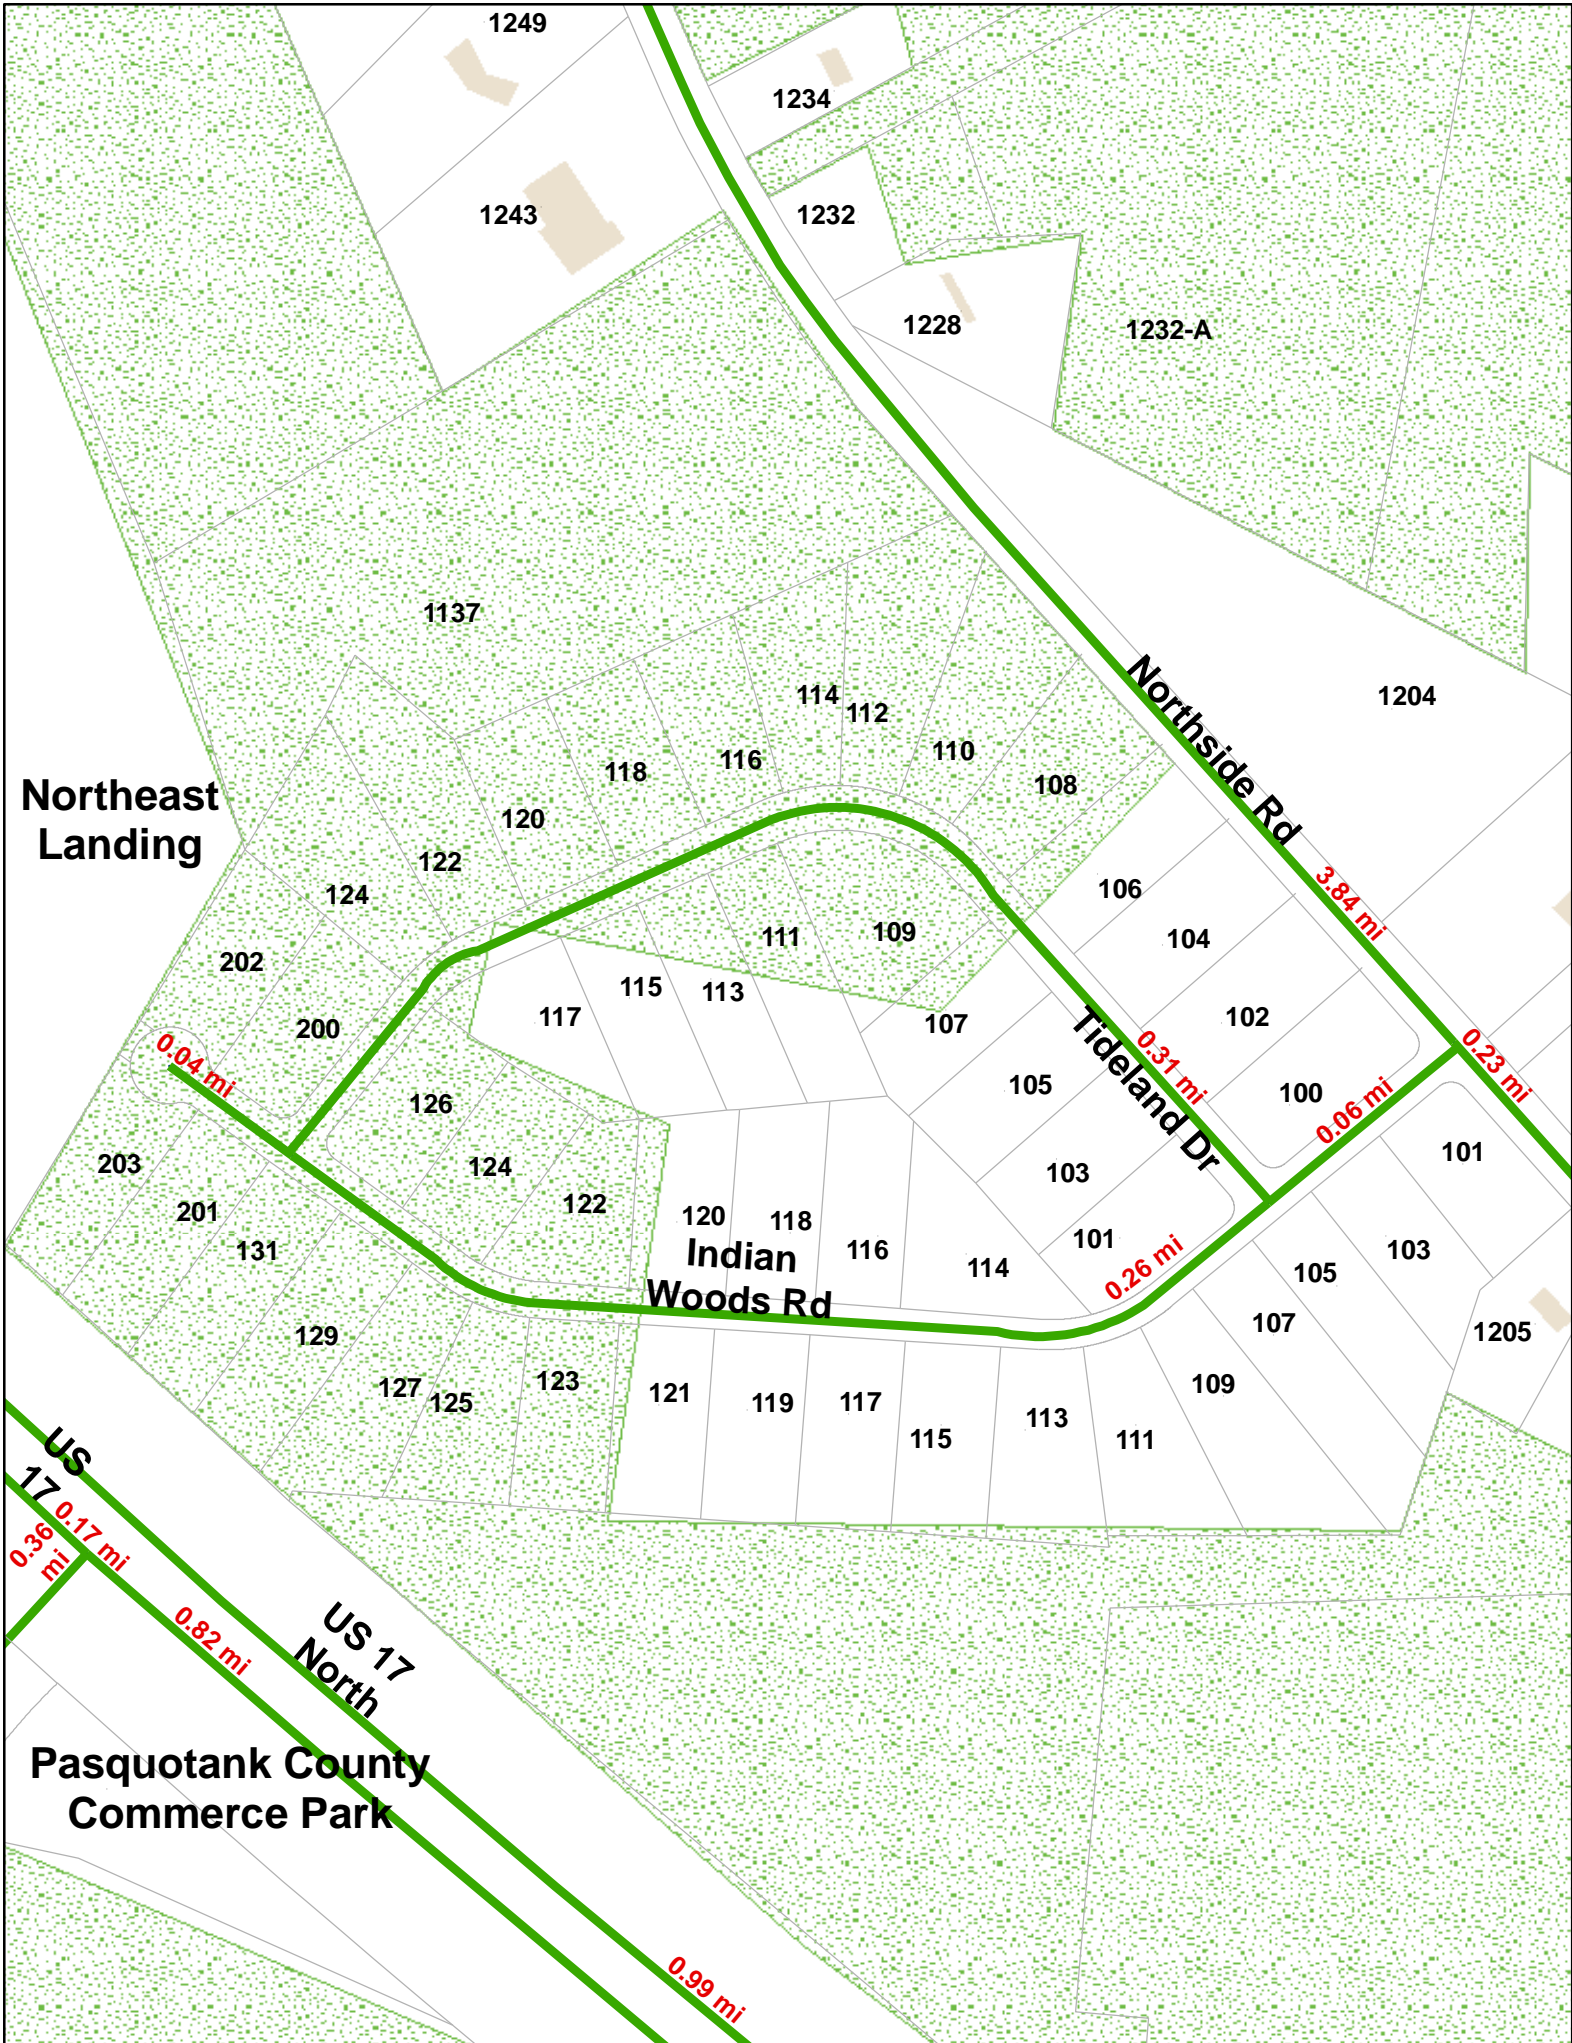 1249
1234
1243
1232
1228
1232-A
1137
Northside Rd
1204
114
112
110
116
118
108
Northeast
Landing
120
122
124
106
3.84 mi
111
109
104
202
115
113
117
107
102
200
Tideland Dr
0.31 mi
0.23 mi
0.04 mi
105
100
0.06 mi
126
101
203
124
103
122
201
120
118
116
101
103
131
Indian
Woods Rd
114
0.26 mi
105
107
1205
129
127
125
123
121
119
117
115
113
111
109
US
17
0.17 mi
0.36
mi
0.82 mi
US 17
North
Pasquotank County
Commerce Park
0.99 mi